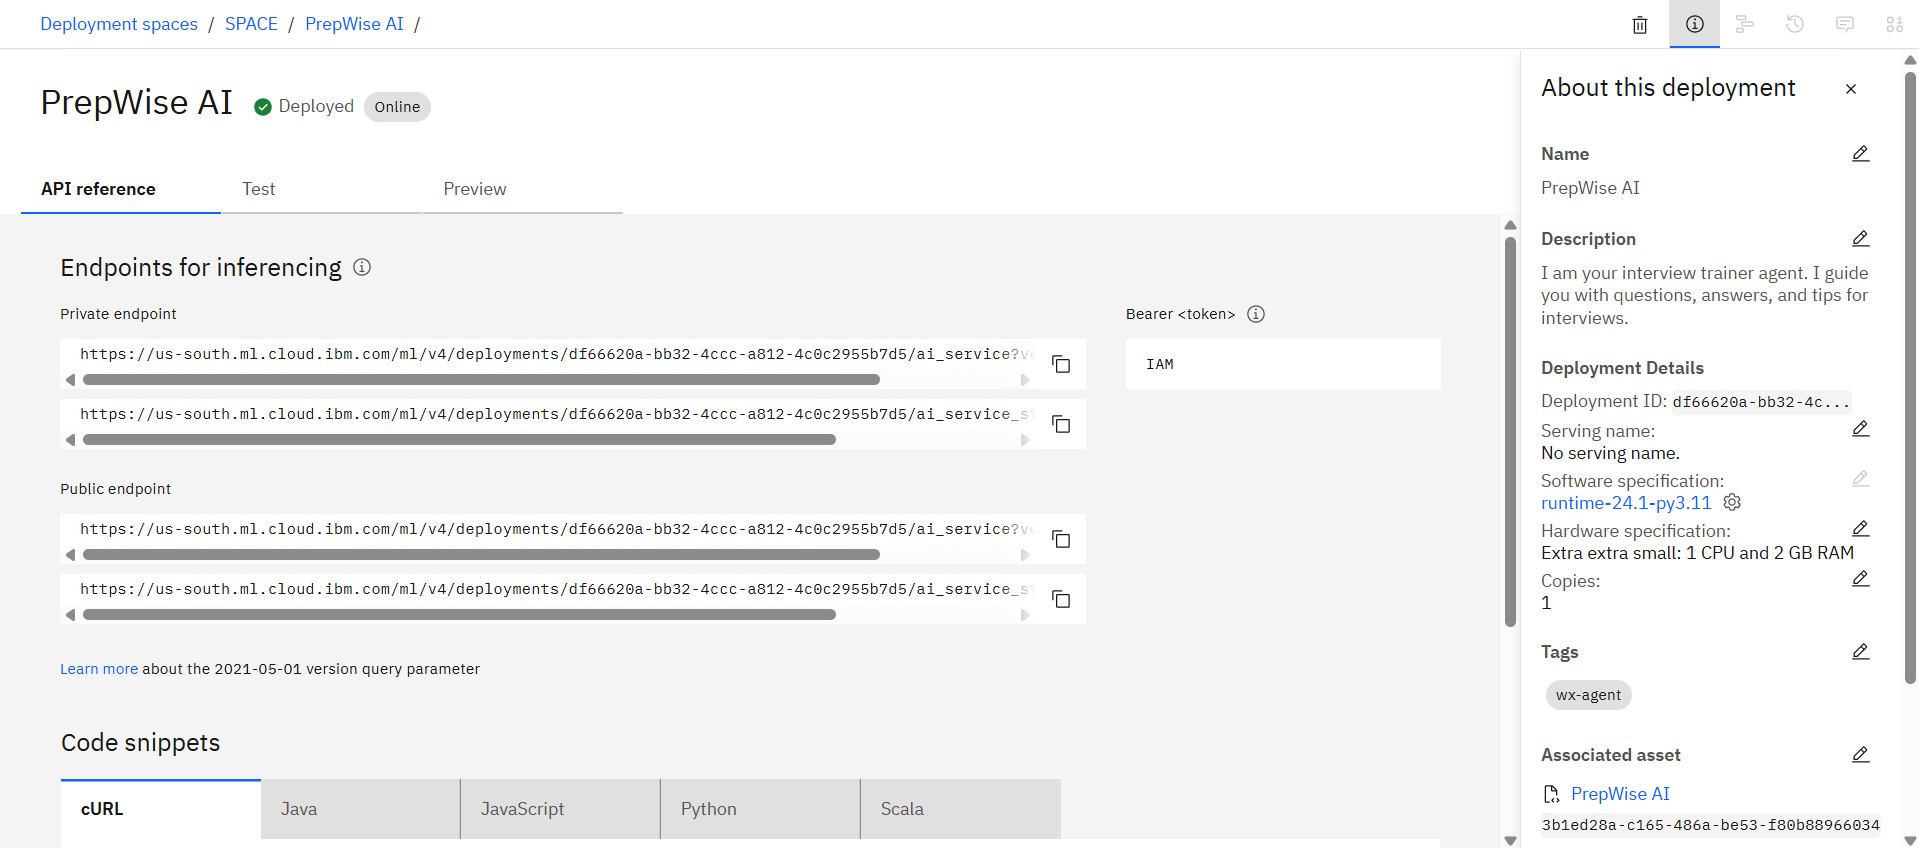 Deployment spaces / SPACE / PrepWise AI /
PrepWise AI Deployed Online
API reference Test Preview
Endpoints for inferencing
Private endpoint
https://us-south.ml.cloud.ibm.com/ml/v4/deployments/df66620a-bb32-4ccc-a812-4c0c2955b7d5/ai_service?ve
https://us-south.ml.cloud.ibm.com/ml/v4/deployments/df66620a-bb32-4ccc-a812-4c0c2955b7d5/ai_service_st
Public endpoint
https://us-south.ml.cloud.ibm.com/ml/v4/deployments/df66620a-bb32-4ccc-a812-4c0c2955b7d5/ai_service?ve
https://us-south.ml.cloud.ibm.com/ml/v4/deployments/df66620a-bb32-4ccc-a812-4c0c2955b7d5/ai_service_st
Bearer <token>
IAM
Learn more about the 2021-05-01 version query parameter
Code snippets
cURL Java JavaScript Python Scala
About this deployment
Name
PrepWise AI
Description
I am your interview trainer agent. I guide
you with questions, answers, and tips for
interviews.
Deployment Details
Deployment ID: df66620a-bb32-4c...
Serving name:
No serving name.
Software specification:
runtime-24.1-py3.11
Hardware specification:
Extra extra small: 1 CPU and 2 GB RAM
Copies:
1
Tags
wx-agent
Associated asset
PrepWise AI
3b1ed28a-c165-486a-be53-f80b88966034